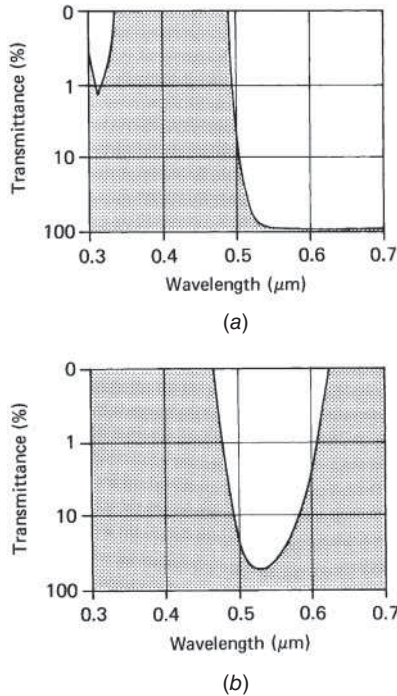 0
1
10
100
Transmittance (%)
0.3 0.4 0.5 0.6 0.7
Wavelength (μm)
(a)
0
1
10
100
Transmittance (%)
0.3 0.4 0.5 0.6 0.7
Wavelength (μm)
(b)